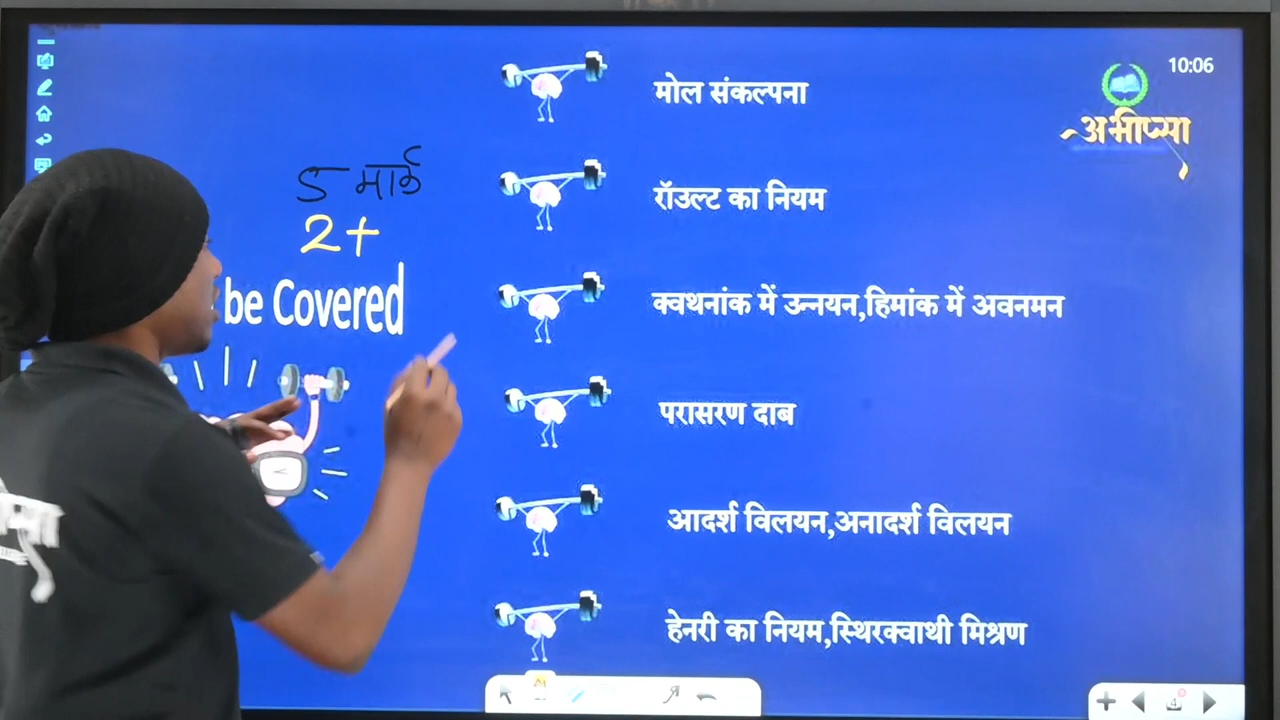 10:06
अभीप्सा
5 मार्क
2+
be Covered
मोल संकल्पना
रॉउल्ट का नियम
क्वथनांक में उन्नयन,हिमांक में अवनमन
परासरण दाब
आदर्श विलयन,अनादर्श विलयन
हेनरी का नियम,स्थिरक्वाथी मिश्रण
4